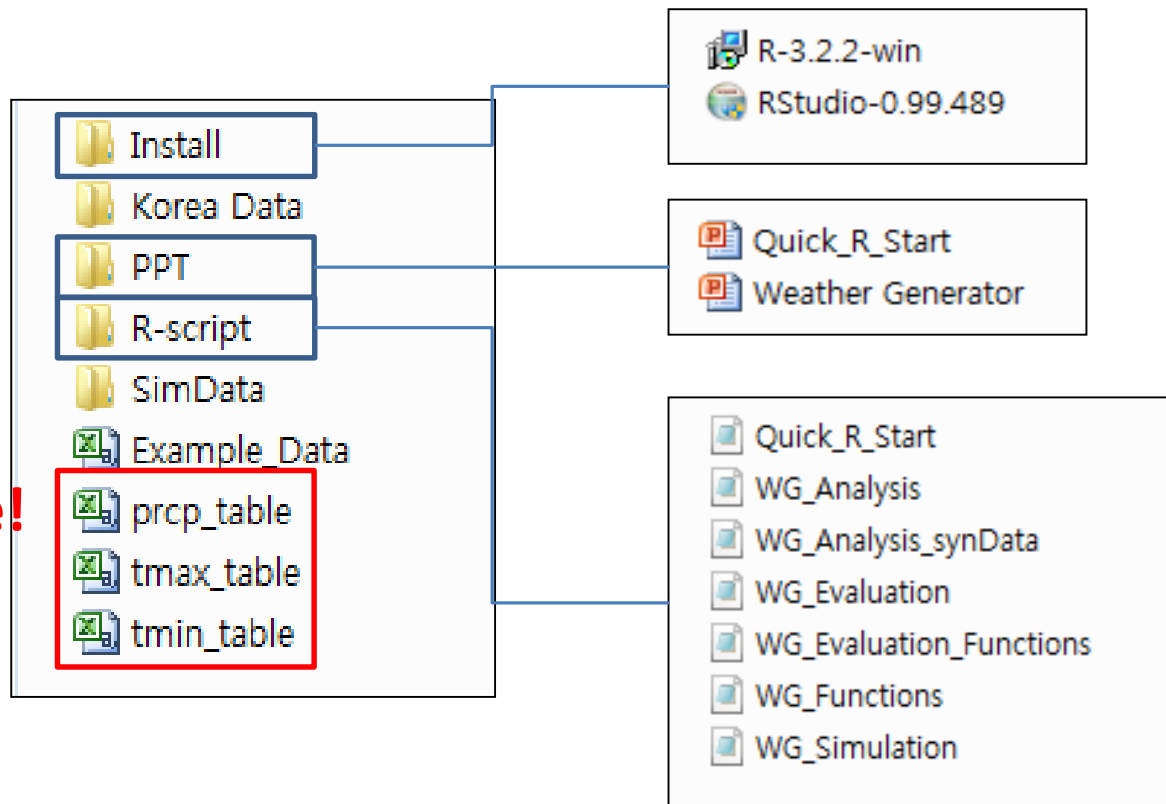 Install
Korea Data
PPT
R-script
SimData
Example_Data
prcp_table
tmax_table
tmin_table
R-3.2.2-win
RStudio-0.99.489
Quick_R_Start
Weather Generator
Quick_R_Start
WG_Analysis
WG_Analysis_synData
WG_Evaluation
WG_Evaluation_Functions
WG_Functions
WG_Simulation